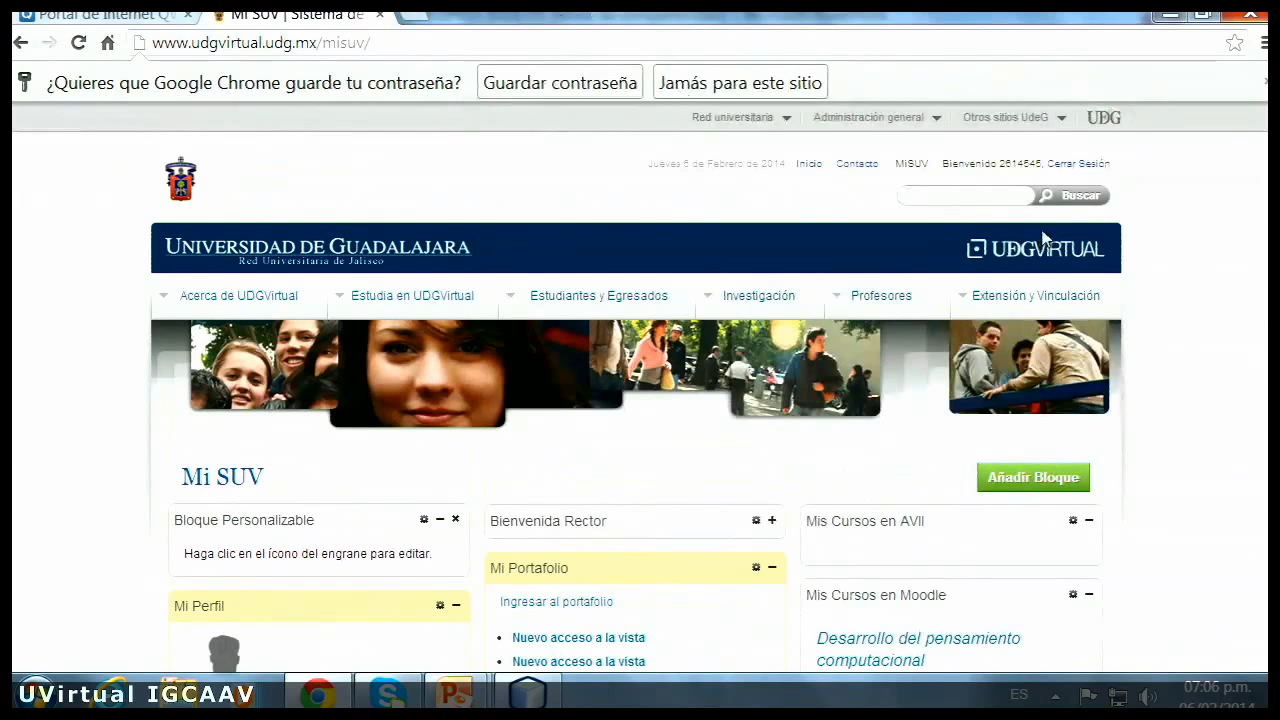 Portal de Internet
Mi SUV | Sistema de
www.udgvirtual.udg.mx/misuv/
¿Quieres que Google Chrome guarde tu contraseña? Guardar contraseña Jamás para este sitio
Red universitaria Administración general Otros sitios UdeG UDG
Jueves 6 de Febrero de 2014 Inicio Contacto MiSUV Bienvenido 2614545, Cerrar Sesión
Buscar
UNIVERSIDAD DE GUADALAJARA
Red Universitaria de Jalisco
UDGVIRTUAL
Acerca de UDGVirtual Estudia en UDGVirtual Estudiantes y Egresados Investigación Profesores Extensión y Vinculación
Mi SUV
Añadir Bloque
Bloque Personalizable
Haga clic en el ícono del engrane para editar.
Mi Perfil
Bienvenida Rector
Mi Portafolio
Ingresar al portafolio
Nuevo acceso a la vista
Nuevo acceso a la vista
Mis Cursos en AVII
Mis Cursos en Moodle
Desarrollo del pensamiento
computacional
UVirtual IGCAAV
ES
07:06 p.m.
06/02/2014